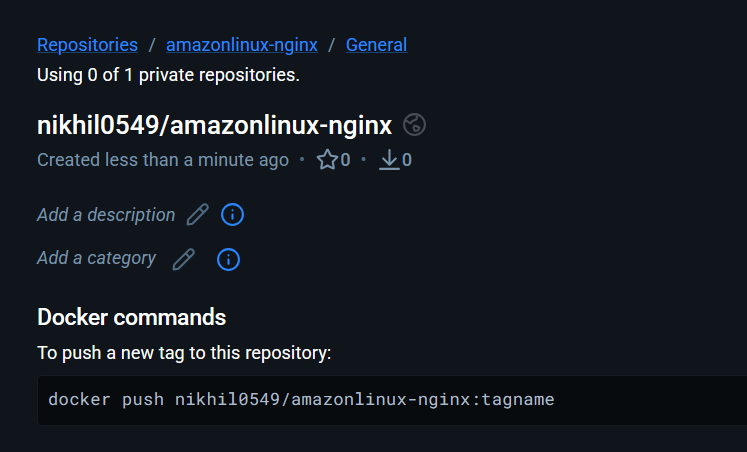 Repositories / amazonlinux-nginx / General
Using 0 of 1 private repositories.
nikhil0549/amazonlinux-nginx
Created less than a minute ago • 0 • 0
Add a description
Add a category
Docker commands
To push a new tag to this repository:
docker push nikhil0549/amazonlinux-nginx:tagname